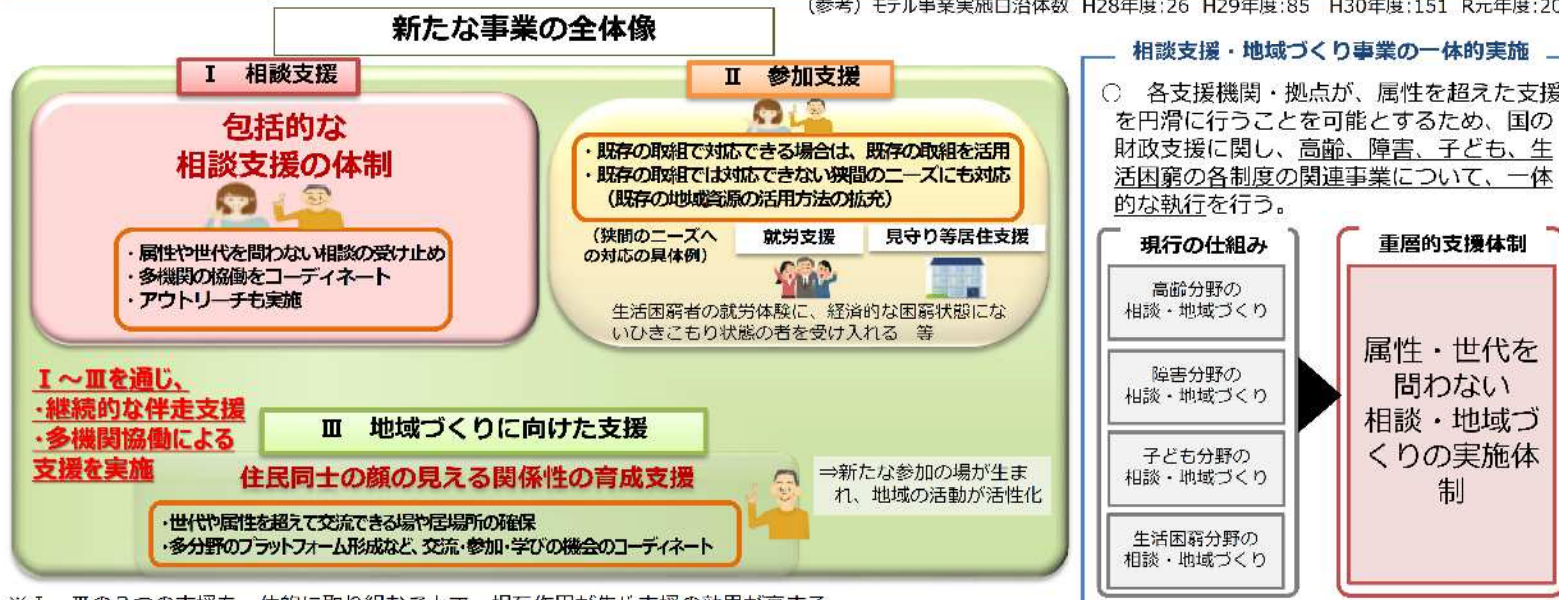 (参考)モデル事業実施自治体数 H28年度:26 H29年度:85 H30年度:151 R元年度:20
新たな事業の全体像
Ⅰ 相談支援
包括的な
相談支援の体制
・属性や世代を問わない相談の受け止め
・多機関の協働をコーディネート
・アウトリーチも実施
Ⅱ 参加支援
・既存の取組で対応できる場合は、既存の取組を活用
・既存の取組では対応できない狭間のニーズにも対応
(既存の地域資源の活用方法の拡充)
(狭間のニーズへ
の対応の具体例)
就労支援
見守り等居住支援
生活困窮者の就労体験に、経済的な困窮状態にな
いひきこもり状態の者を受け入れる 等
Ⅰ~Ⅲを通じ、
・継続的な伴走支援
・多機関協働による
支援を実施
Ⅲ 地域づくりに向けた支援
住民同士の顔の見える関係性の育成支援
・世代や属性を超えて交流できる場や居場所の確保
・多分野のプラットフォーム形成など、交流・参加・学びの機会のコーディネート
⇒新たな参加の場が生ま
れ、地域の活動が活性化
相談支援・地域づくり事業の一体的実施
○ 各支援機関・拠点が、属性を超えた支援
を円滑に行うことを可能とするため、国の
財政支援に関し、高齢、障害、子ども、生
活困窮の各制度の関連事業について、一体
的な執行を行う。
現行の仕組み
高齢分野の
相談・地域づくり
障害分野の
相談・地域づくり
子ども分野の
相談・地域づくり
生活困窮分野の
相談・地域づくり
重層的支援体制
属性・世代を
問わない
相談・地域づ
くりの実施体
制